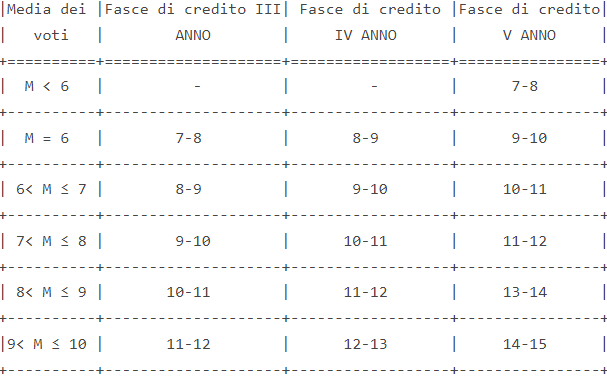 |Media dei |Fasce di credito III| Fasce di credito |Fasce di credito|
|   voti   |        ANNO        |     IV ANNO      |     V ANNO     |
+==========+====================+==================+================+
|  M < 6   |          -         |         -        |      7-8       |
+----------+--------------------+------------------+----------------+
|  M = 6   |        7-8         |       8-9        |      9-10      |
+----------+--------------------+------------------+----------------+
| 6< M ≤ 7 |        8-9         |       9-10       |     10-11      |
+----------+--------------------+------------------+----------------+
| 7< M ≤ 8 |        9-10        |      10-11       |     11-12      |
+----------+--------------------+------------------+----------------+
| 8< M ≤ 9 |       10-11        |      11-12       |     13-14      |
+----------+--------------------+------------------+----------------+
|9< M ≤ 10 |       11-12        |      12-13       |     14-15      |
+----------+--------------------+------------------+----------------+